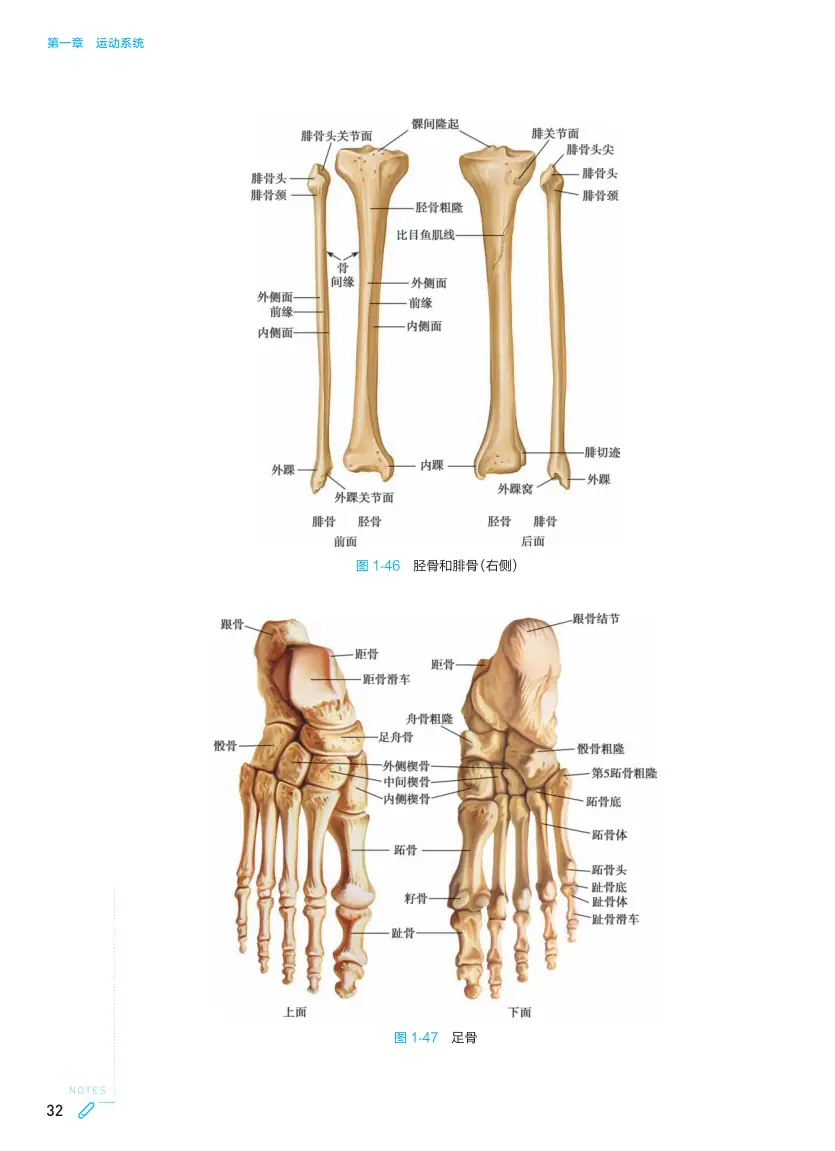 第一章 运动系统
髁间隆起
腓骨头关节面
腓关节面
腓骨头尖
腓骨头
腓骨头
腓骨颈
腓骨颈
胫骨粗隆
比目鱼肌线
骨
间缘
外侧面
外侧面
前缘
前缘
内侧面
内侧面
腓切迹
外踝
内踝
外踝
外踝窝
外踝关节面
腓骨 胫骨
胫骨 腓骨
前面
后面
图 1-46 胫骨和腓骨(右侧)
跟骨
跟骨结节
距骨
距骨
距骨滑车
舟骨粗隆
足舟骨
骰骨
骰骨粗隆
外侧楔骨
第5跖骨粗隆
中间楔骨
内侧楔骨
跖骨底
跖骨体
跖骨
跖骨头
趾骨底
籽骨
趾骨体
趾骨滑车
趾骨
上面
下面
图 1-47 足骨
NOTES
32